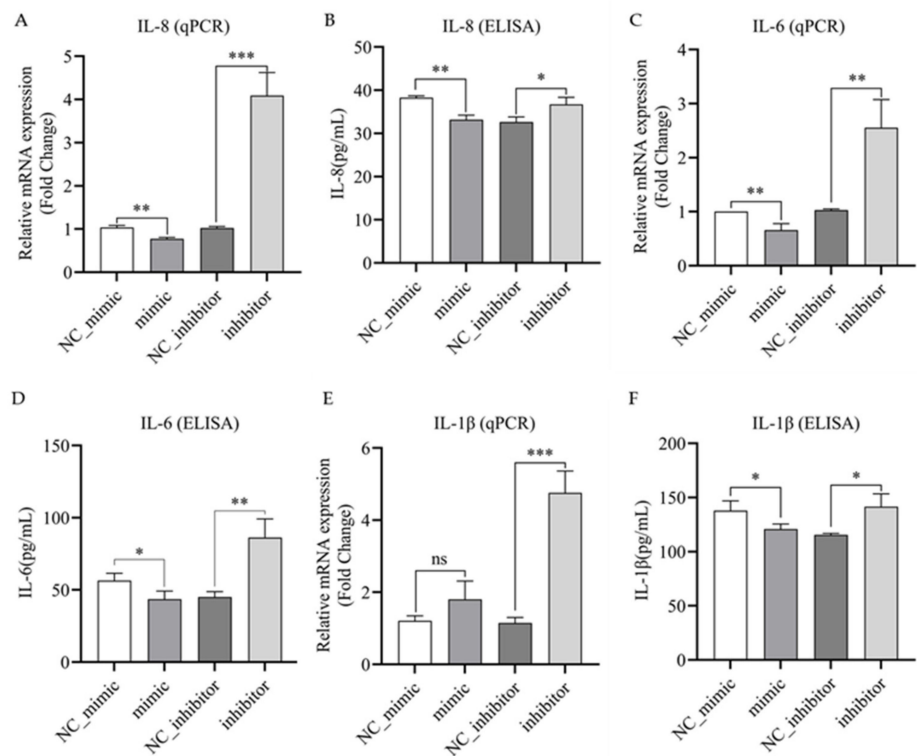 A
IL-8 (qPCR)
Relative mRNA expression
(Fold Change)
5
4
3
2
1
0
**
***
NC_mimic
mimic
NC_inhibitor
inhibitor
B
IL-8 (ELISA)
IL-8(pg/mL)
50
40
30
20
10
0
**
*
NC_mimic
mimic
NC_inhibitor
inhibitor
C
IL-6 (qPCR)
Relative mRNA expression
(Fold Change)
4
3
2
1
0
**
**
NC_mimic
mimic
NC_inhibitor
inhibitor
D
IL-6 (ELISA)
IL-6(pg/mL)
150
100
50
0
*
**
NC_mimic
mimic
NC_inhibitor
inhibitor
E
IL-1β (qPCR)
Relative mRNA expression
(Fold Change)
6
4
2
0
ns
***
NC_mimic
mimic
NC_inhibitor
inhibitor
F
IL-1β (ELISA)
IL-1β(pg/mL)
200
150
100
50
0
*
*
NC_mimic
mimic
NC_inhibitor
inhibitor